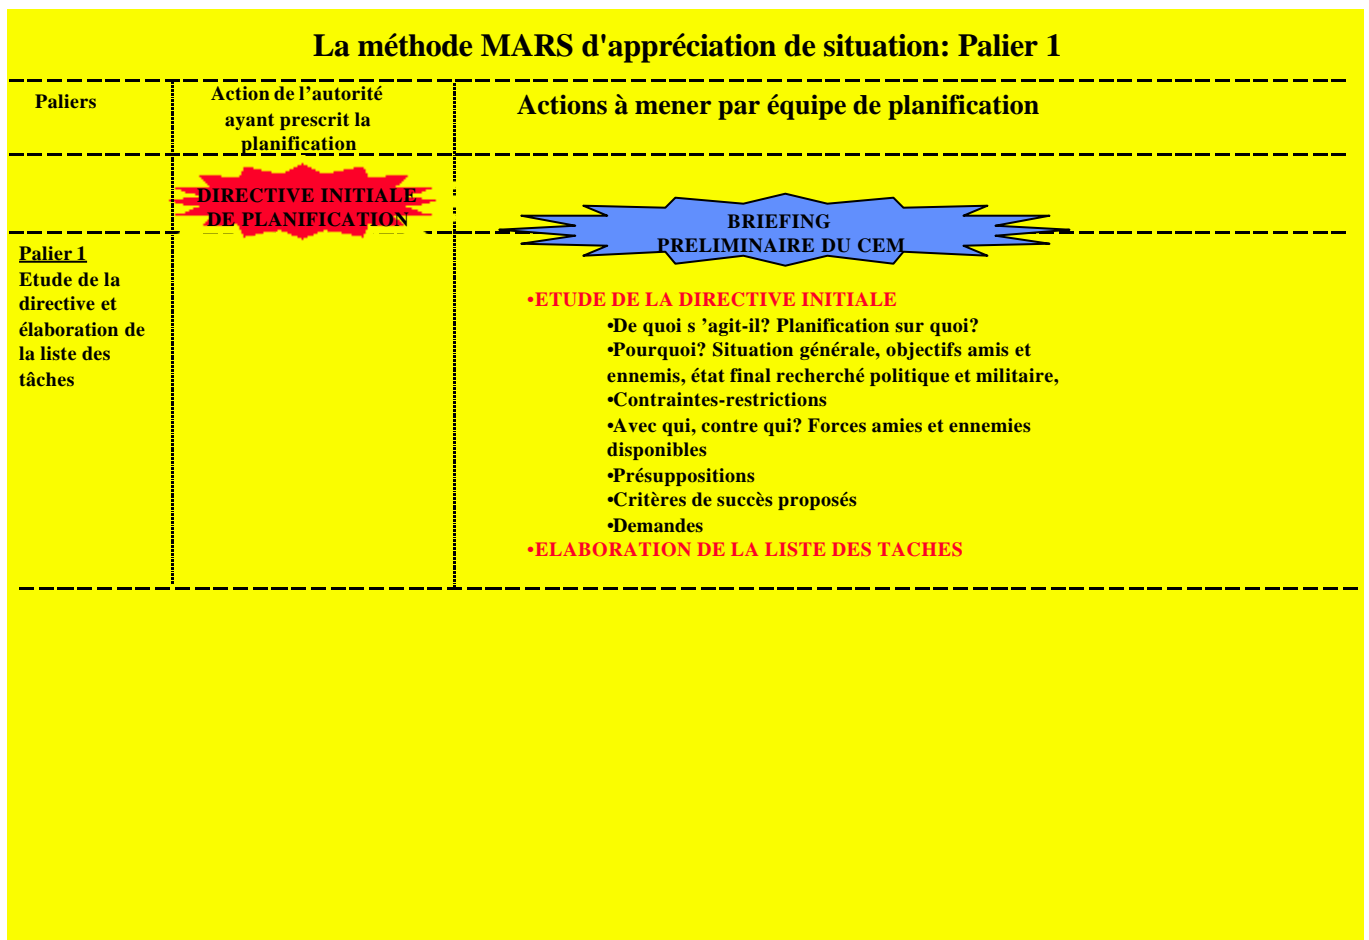 La méthode MARS d'appréciation de situation: Palier 1
Paliers
Action de l'autorité
ayant prescrit la
planification
Actions à mener par équipe de planification
DIRECTIVE INITIALE
DE PLANIFICATION
BRIEFING
PRELIMINAIRE DU CEM
Palier 1
Etude de la
directive et
élaboration de
la liste des
tâches
•ETUDE DE LA DIRECTIVE INITIALE
•De quoi s ’agit-il? Planification sur quoi?
•Pourquoi? Situation générale, objectifs amis et
ennemis, état final recherché politique et militaire,
•Contraintes-restrictions
•Avec qui, contre qui? Forces amies et ennemies
disponibles
•Présuppositions
•Critères de succès proposés
•Demandes
•ELABORATION DE LA LISTE DES TACHES